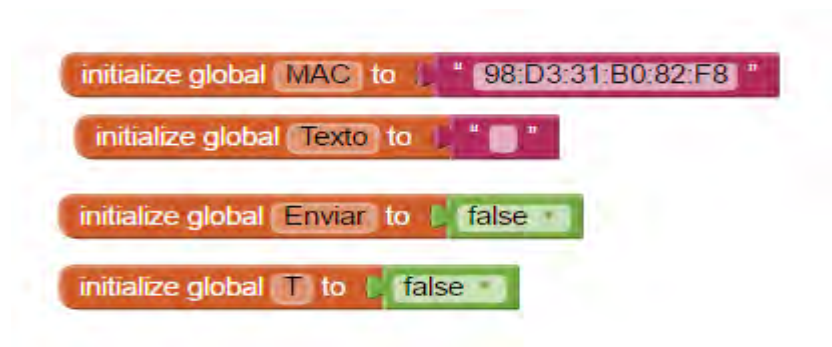 initialize global MAC to " 98:D3:31:B0:82:F8 "
initialize global Texto to " "
initialize global Enviar to false
initialize global T to false